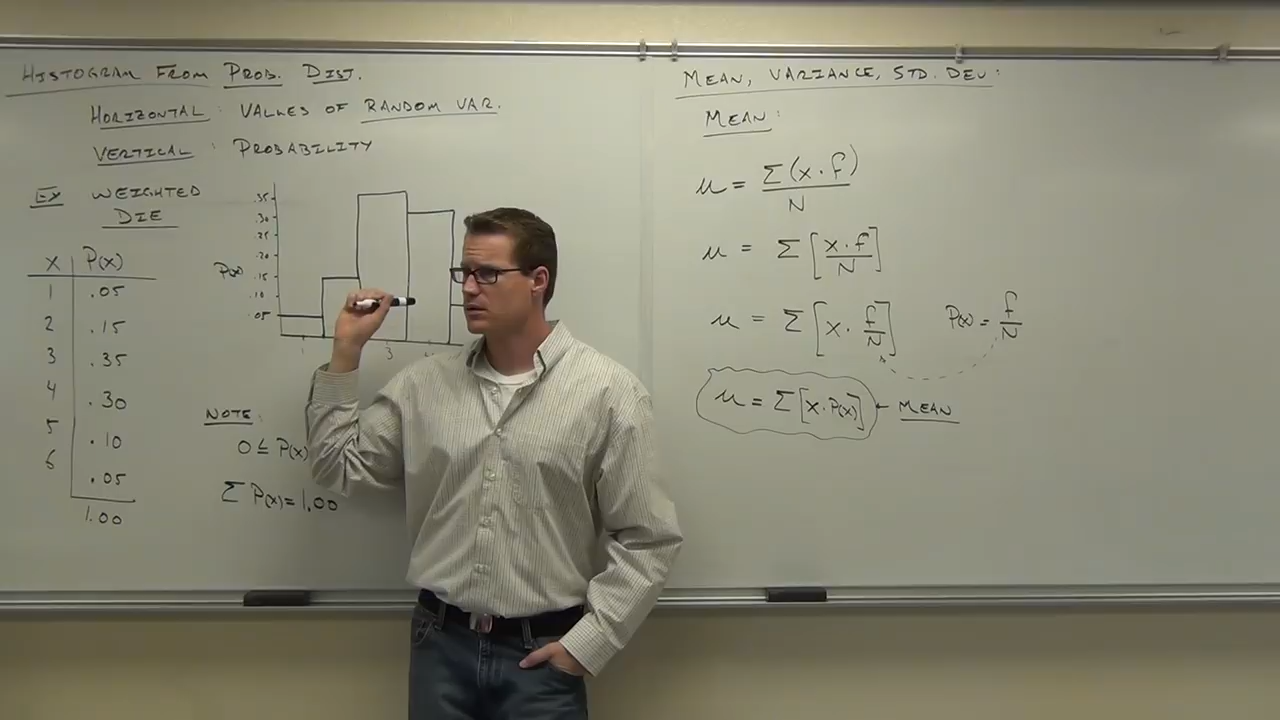 HISTOGRAM FROM PROB. DIST.
HORIZONTAL: VALUES OF RANDOM VAR.
VERTICAL: PROBABILITY
EX WEIGHTED
DIE
X P(x)
1 .05
2 .15
3 .35
4 .30
5 .10
6 .05
1.00
.35
.30
.25
.20
.15
.10
.05
P(x)
1 3
NOTE:
0 ≤ P(x)
Σ P(x) = 1.00
MEAN, VARIANCE, STD. DEV:
MEAN:
μ = Σ(x·f)/N
μ = Σ [x·f/N]
μ = Σ [x · f/N] P(x) = f/N
μ = Σ [x·P(x)] ← MEAN